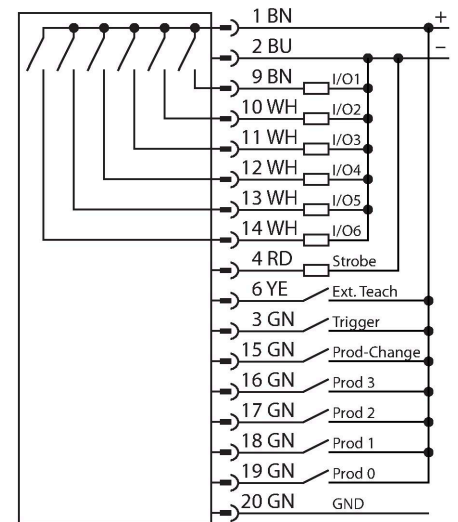 1 BN +
2 BU −
9 BN I/O1
10 WH I/O2
11 WH I/O3
12 WH I/O4
13 WH I/O5
14 WH I/O6
4 RD Strobe
6 YE Ext. Teach
3 GN Trigger
15 GN Prod-Change
16 GN Prod 3
17 GN Prod 2
18 GN Prod 1
19 GN Prod 0
20 GN GND